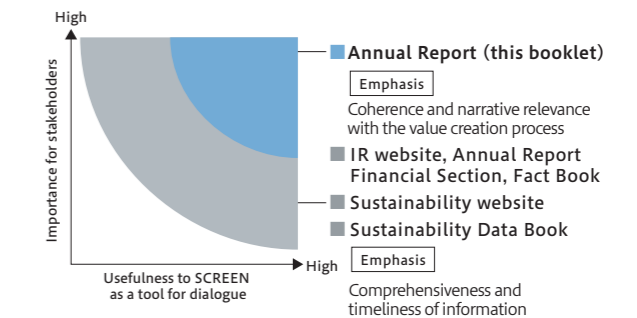 High
Importance for stakeholders
Usefulness to SCREEN
as a tool for dialogue
High
Annual Report (this booklet)
Emphasis
Coherence and narrative relevance
with the value creation process
IR website, Annual Report
Financial Section, Fact Book
Sustainability website
Sustainability Data Book
Emphasis
Comprehensiveness and
timeliness of information